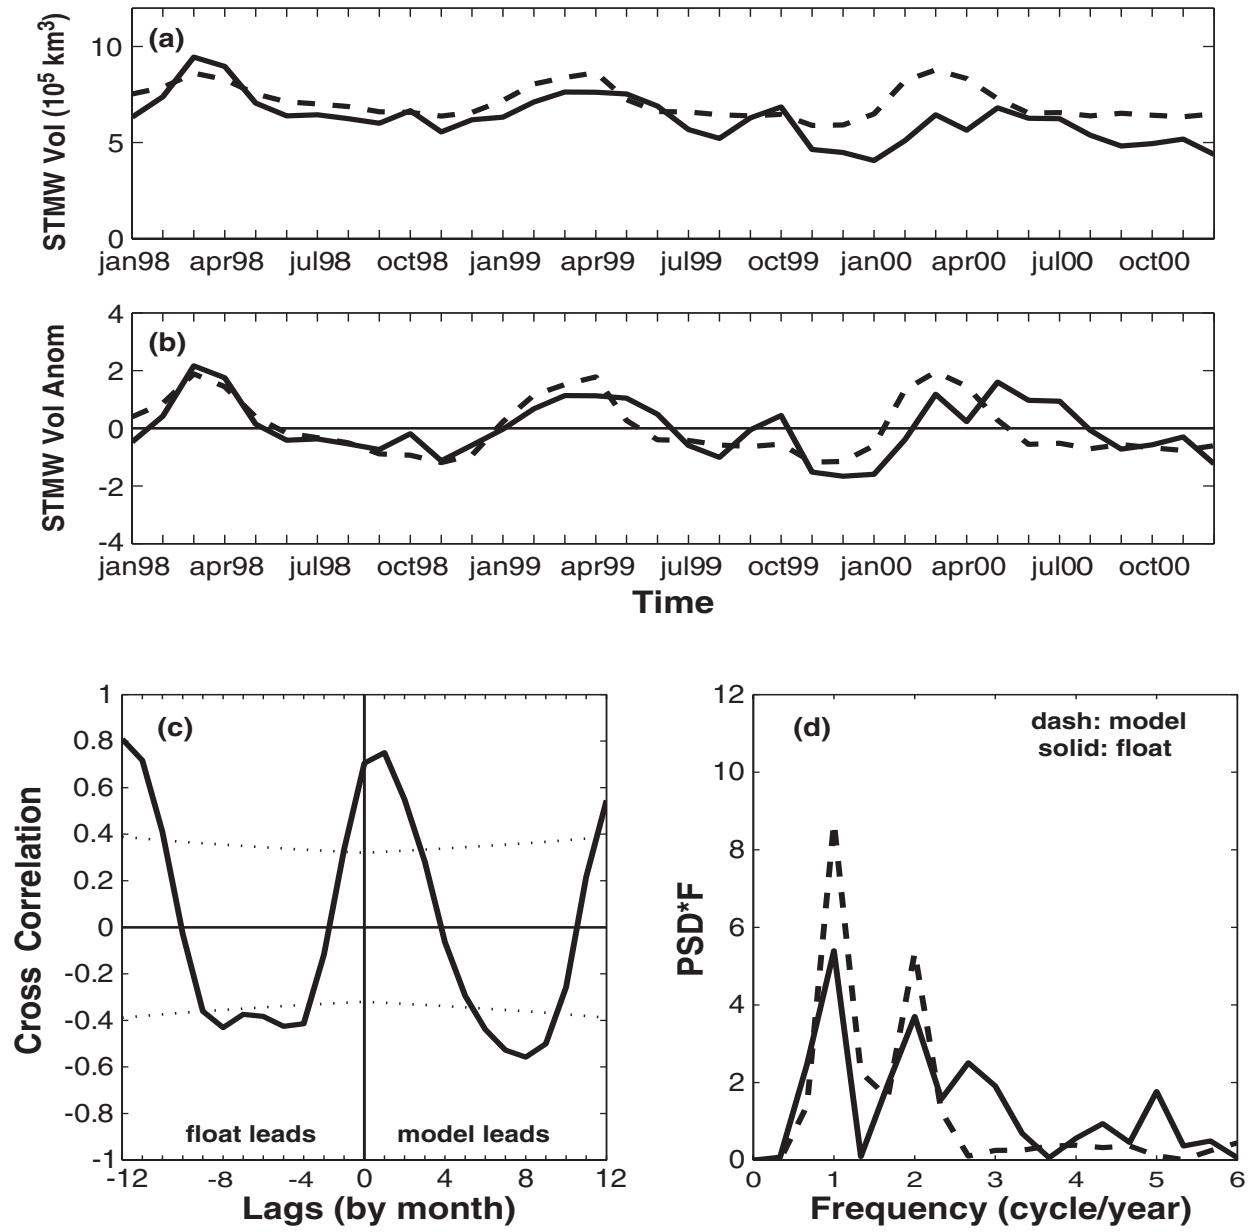 (a)
STMW Vol (10^5 km^3)
10
5
0
jan98 apr98 jul98 oct98 jan99 apr99 jul99 oct99 jan00 apr00 jul00 oct00
(b)
STMW Vol Anom
4
2
0
-2
-4
jan98 apr98 jul98 oct98 jan99 apr99 jul99 oct99 jan00 apr00 jul00 oct00
Time
(c)
Cross Correlation
1
0.8
0.6
0.4
0.2
0
-0.2
-0.4
-0.6
-0.8
-1
float leads model leads
-12 -8 -4 0 4 8 12
Lags (by month)
(d)
dash: model
solid: float
PSD*F
12
10
8
6
4
2
0
0 1 2 3 4 5 6
Frequency (cycle/year)